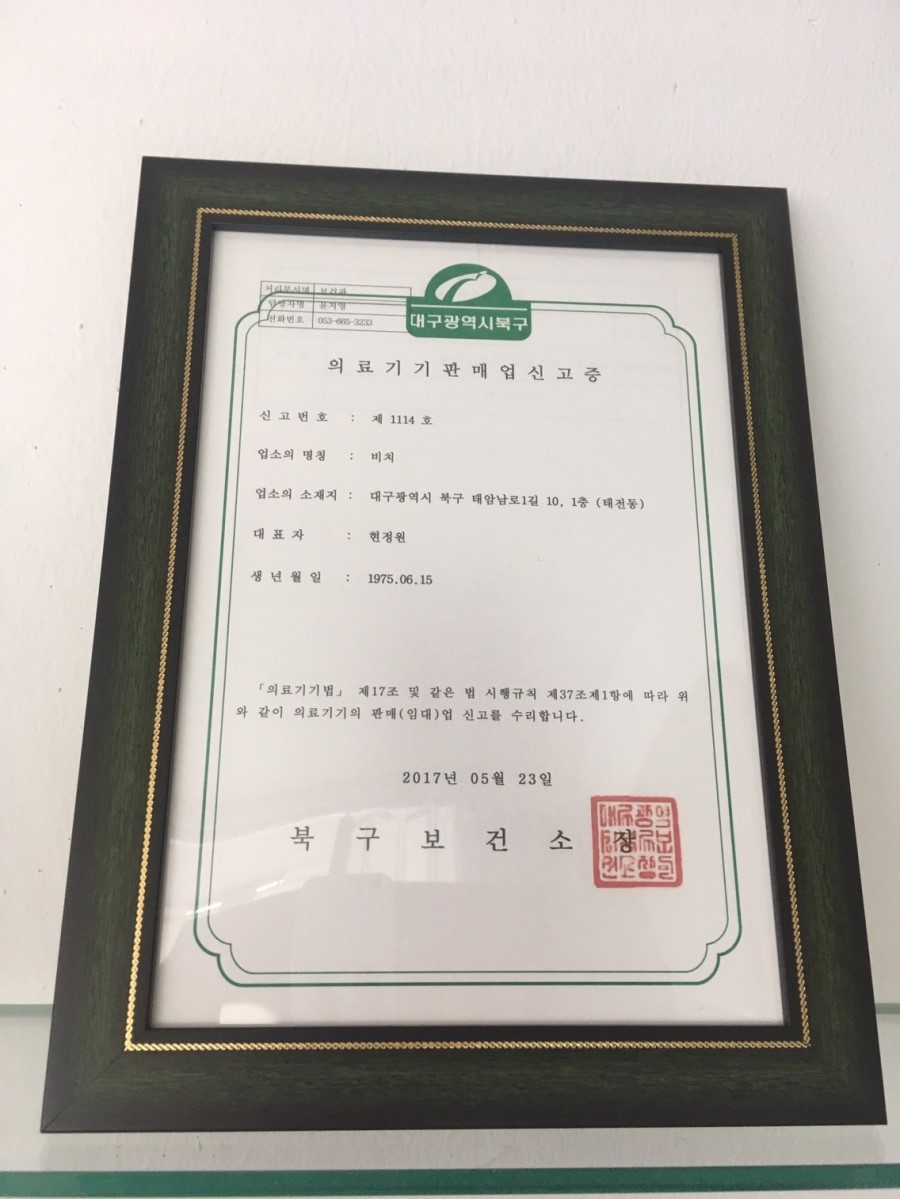 처리부서명 보건과
담당자명 윤지영
전화번호 053-665-3233
대구광역시북구
의료기기판매업신고증
신고번호 : 제 1114 호
업소의 명칭 : 비치
업소의 소재지 : 대구광역시 북구 태암남로1길 10, 1층 (태전동)
대표자 : 현정원
생년월일 : 1975.06.15
「의료기기법」 제17조 및 같은 법 시행규칙 제37조제1항에 따라 위
와 같이 의료기기의 판매(임대)업 신고를 수리합니다.
2017년 05월 23일
북구보건소장